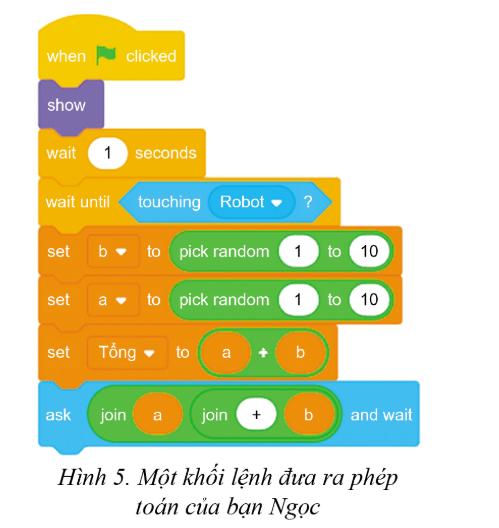 when clicked
show
wait 1 seconds
wait until touching Robot ?
set b to pick random 1 to 10
set a to pick random 1 to 10
set Tổng to a + b
ask join a join + b and wait
Hình 5. Một khối lệnh đưa ra phép
toán của bạn Ngọc